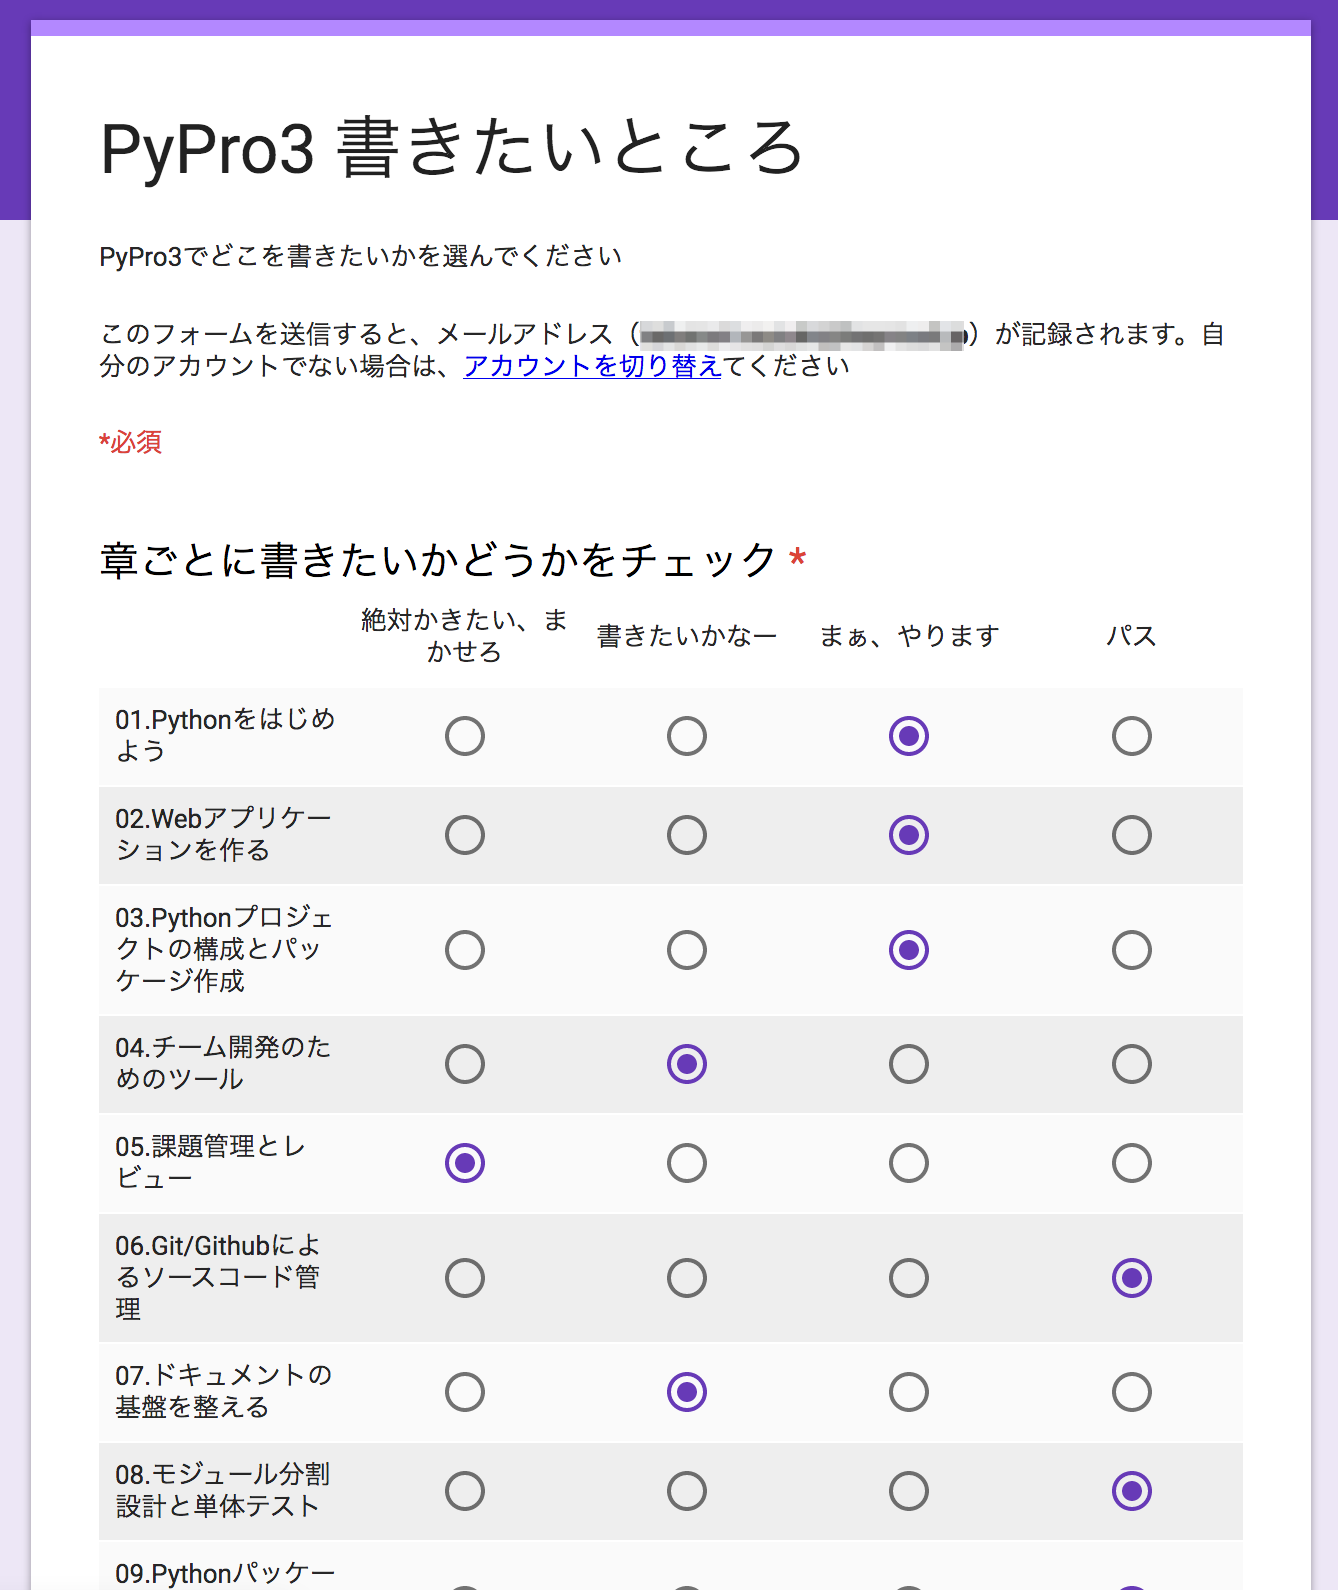 PyPro3 書きたいところ
PyPro3でどこを書きたいかを選んでください
このフォームを送信すると、メールアドレス（）が記録されます。自
分のアカウントでない場合は、アカウントを切り替えてください
*必須
章ごとに書きたいかどうかをチェック *
絶対かきたい、ま
かせろ
書きたいかなー
まぁ、やります
パス
01.Pythonをはじめ
よう
02.Webアプリケー
ションを作る
03.Pythonプロジェ
クトの構成とパッ
ケージ作成
04.チーム開発のた
めのツール
05.課題管理とレ
ビュー
06.Git/Githubによ
るソースコード管
理
07.ドキュメントの
基盤を整える
08.モジュール分割
設計と単体テスト
09.Pythonパッケー